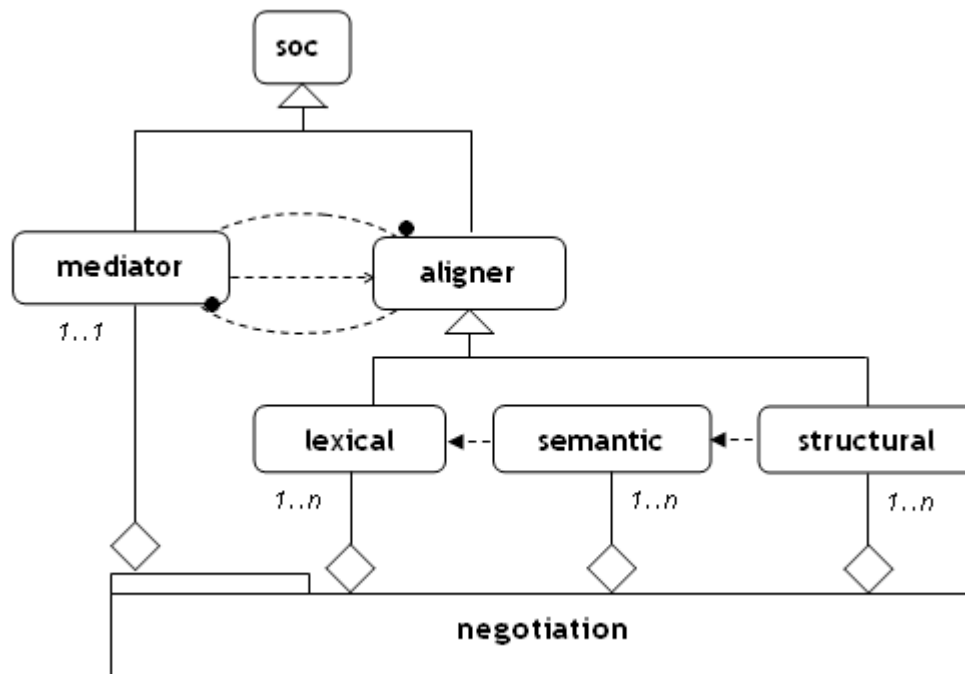 soc
mediator
aligner
1..1
lexical
semantic
structural
1..n
1..n
1..n
negotiation